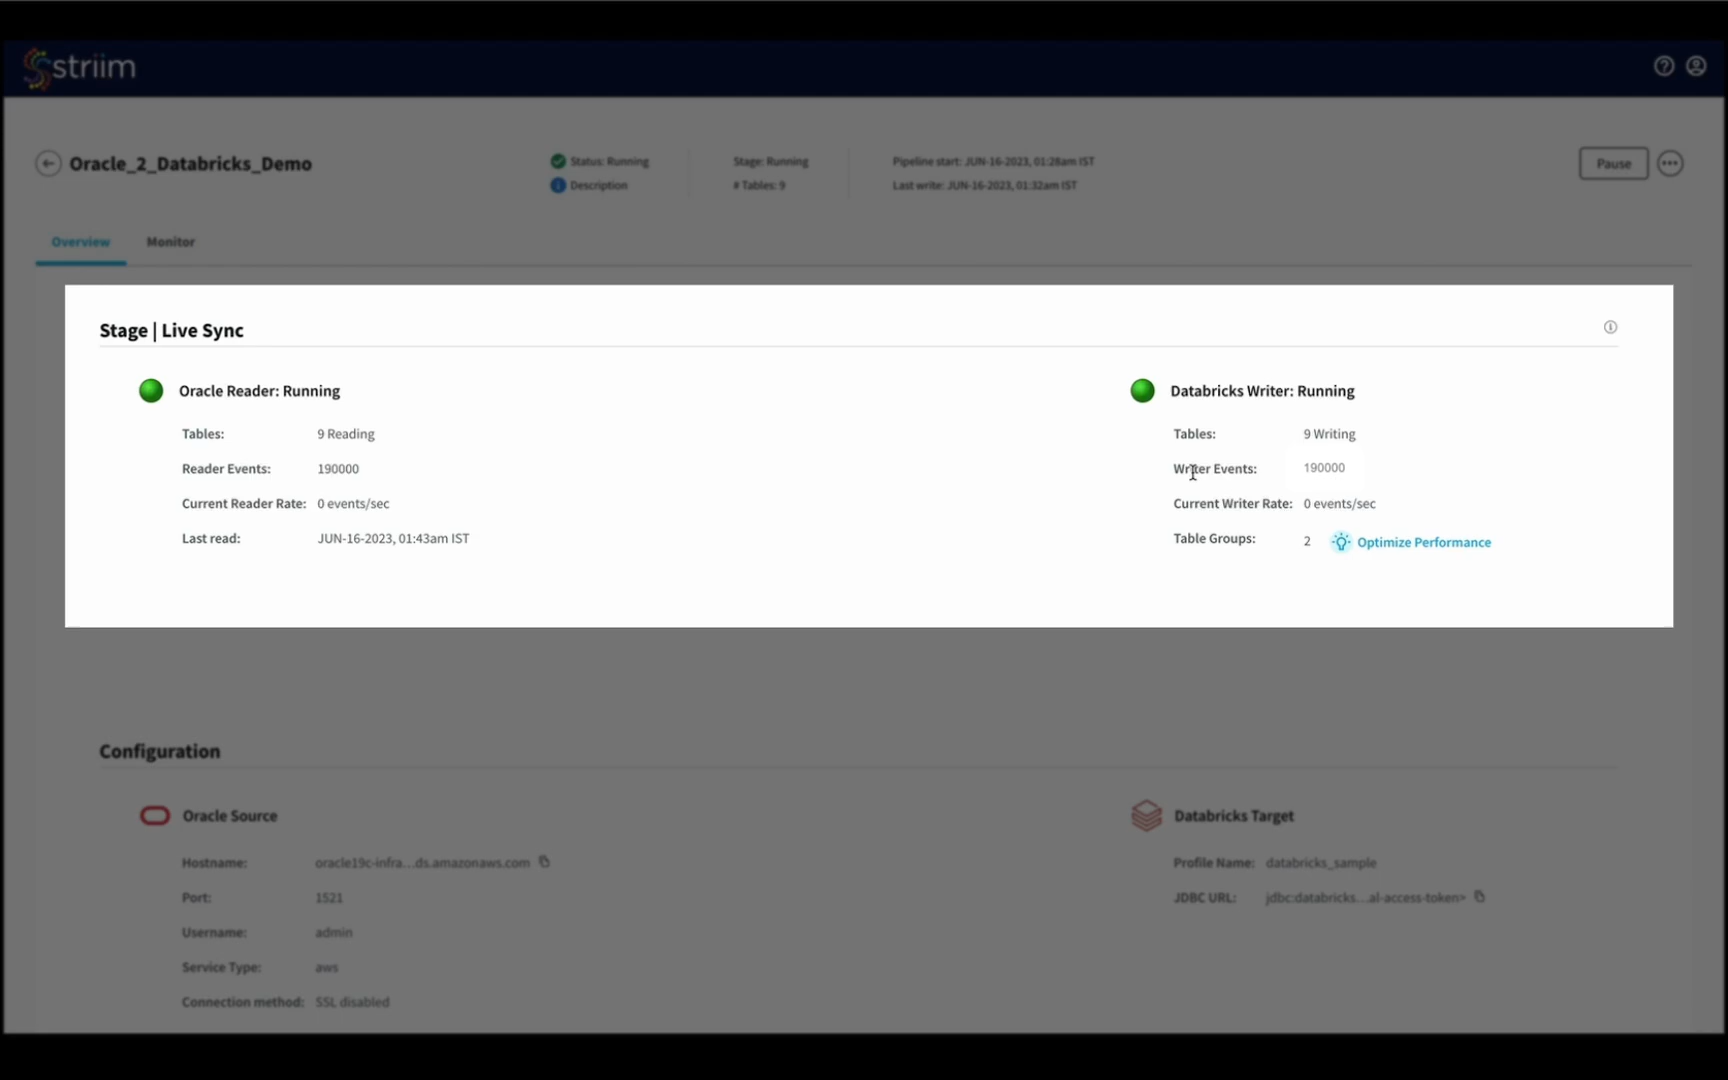 striim
Oracle_2_Databricks_Demo
Status: Running
Description
Stage: Running
# Tables: 9
Pipeline start: JUN-16-2023, 01:28am IST
Last write: JUN-16-2023, 01:32am IST
Pause
Overview Monitor
Stage | Live Sync
Oracle Reader: Running
Tables: 9 Reading
Reader Events: 190000
Current Reader Rate: 0 events/sec
Last read: JUN-16-2023, 01:43am IST
Databricks Writer: Running
Tables: 9 Writing
Writer Events: 190000
Current Writer Rate: 0 events/sec
Table Groups: 2 Optimize Performance
Configuration
Oracle Source
Hostname: oracle19c-infra...ds.amazonaws.com
Port: 1521
Username: admin
Service Type: aws
Connection method: SSL disabled
Databricks Target
Profile Name: databricks_sample
JDBC URL: jdbc:databricks...al-access-token>